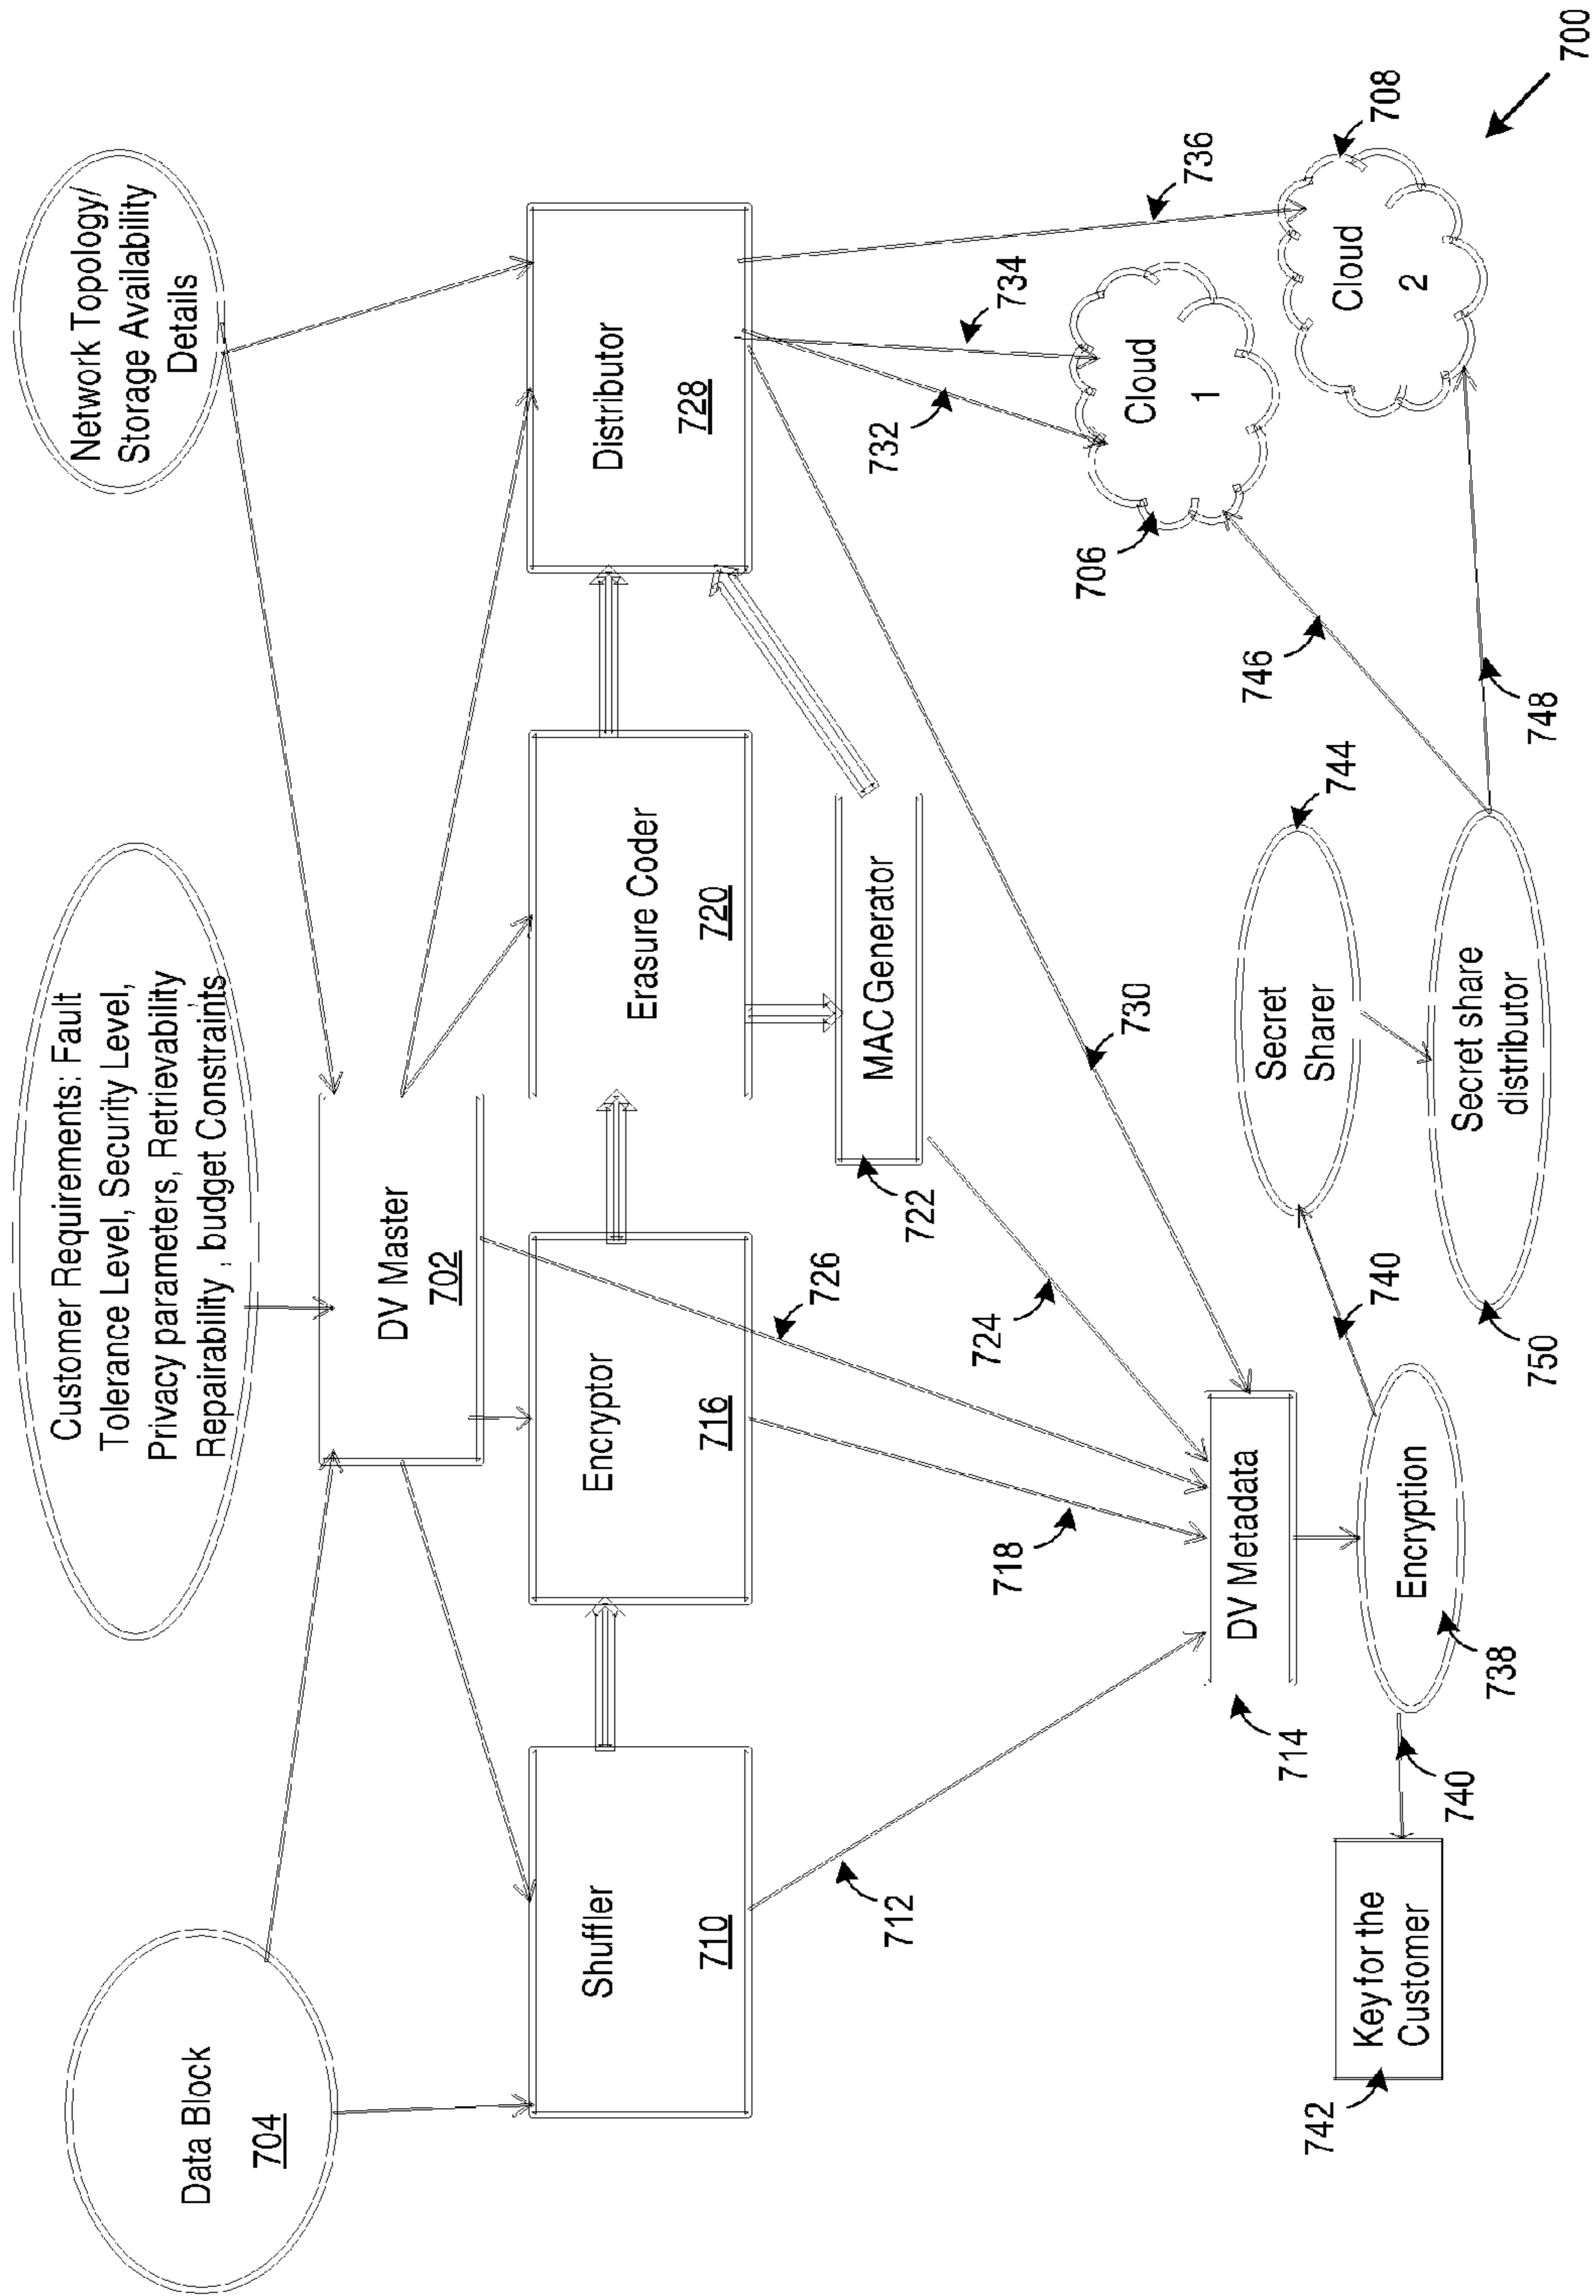 Data Block
704
Customer Requirements: Fault
Tolerance Level, Security Level,
Privacy parameters, Retrievability
Repairability , budget Constraints
Network Topology/
Storage Availability
Details
DV Master
702
Shuffler
710
Encryptor
716
Erasure Coder
720
Distributor
728
MAC Generator
722
712
718
726
724
730
732
734
736
Cloud
1
706
Cloud
2
708
DV Metadata
714
Encryption
738
740
Key for the
Customer
742
740
Secret
Sharer
744
Secret share
distributor
750
746
748
700